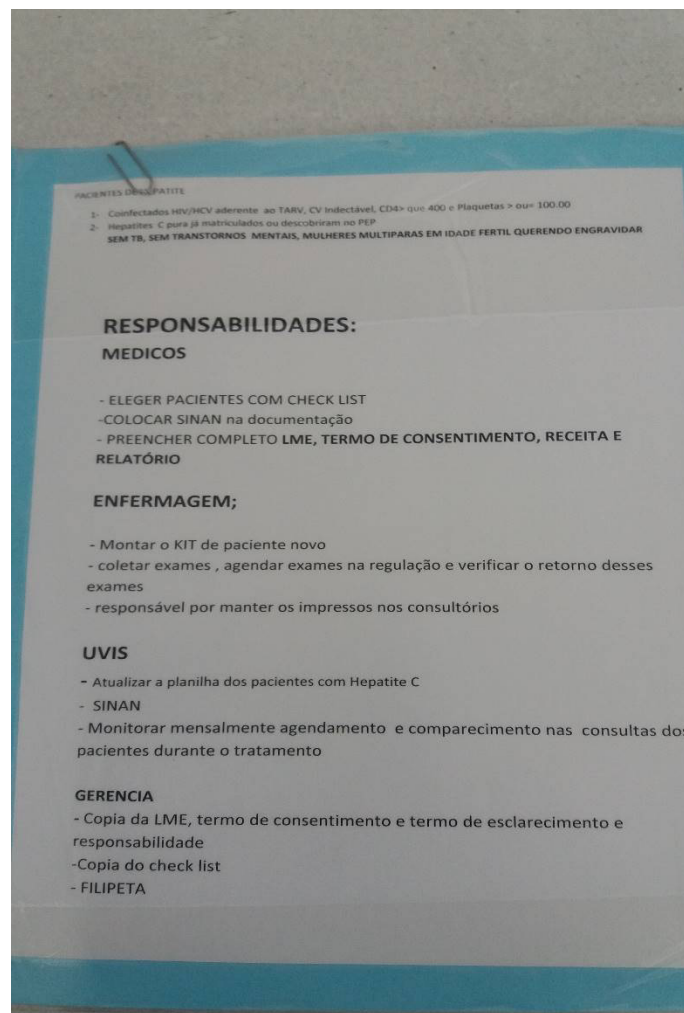 PACIENTES DE HEPATITE
1- Coinfectados HIV/HCV aderente ao TARV, CV Indectável, CD4> que 400 e Plaquetas > ou= 100.00
2- Hepatites C pura já matriculados ou descobriram no PEP
SEM TB, SEM TRANSTORNOS MENTAIS, MULHERES MULTIPARAS EM IDADE FERTIL QUERENDO ENGRAVIDAR
RESPONSABILIDADES:
MEDICOS
- ELEGER PACIENTES COM CHECK LIST
-COLOCAR SINAN na documentação
- PREENCHER COMPLETO LME, TERMO DE CONSENTIMENTO, RECEITA E
RELATÓRIO
ENFERMAGEM;
- Montar o KIT de paciente novo
- coletar exames , agendar exames na regulação e verificar o retorno desses
exames
- responsável por manter os impressos nos consultórios
UVIS
- Atualizar a planilha dos pacientes com Hepatite C
- SINAN
- Monitorar mensalmente agendamento e comparecimento nas consultas dos
pacientes durante o tratamento
GERENCIA
- Copia da LME, termo de consentimento e termo de esclarecimento e
responsabilidade
-Copia do check list
- FILIPETA